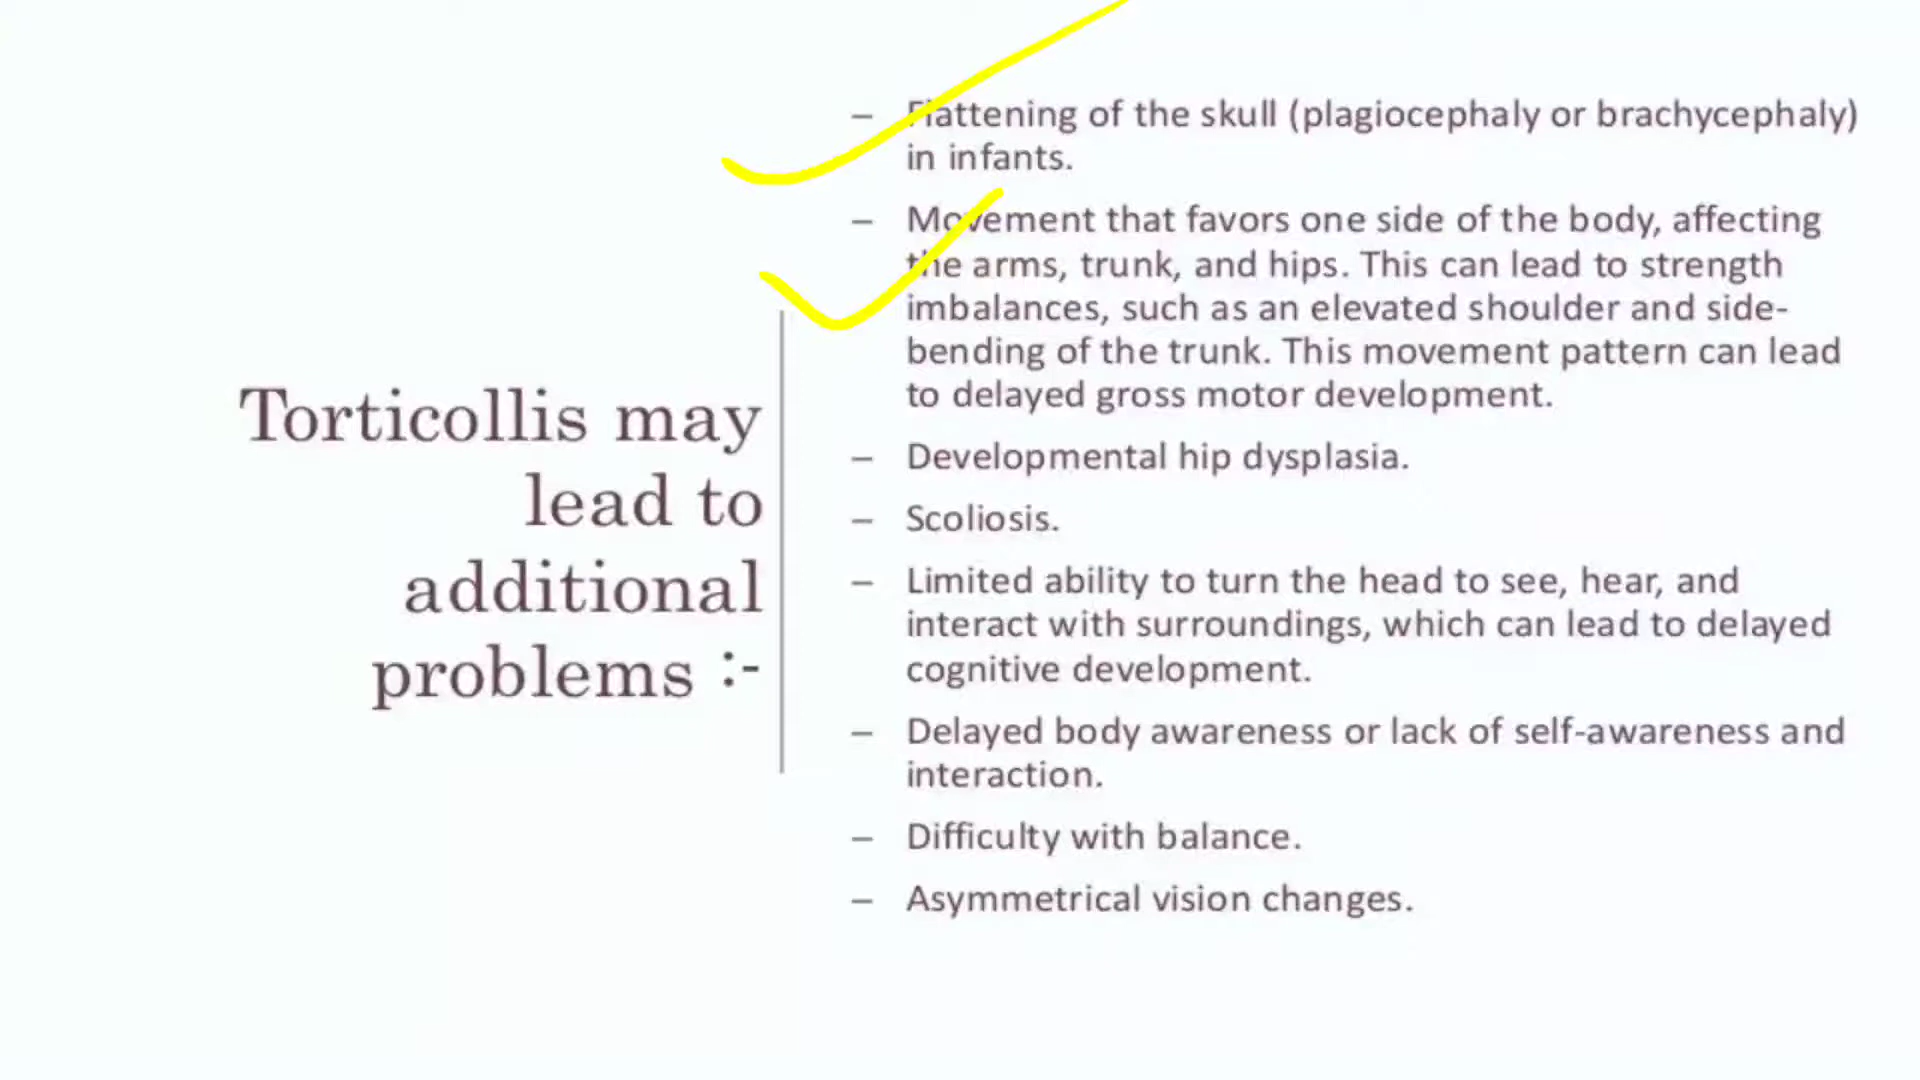 Torticollis may
lead to
additional
problems :-
– Flattening of the skull (plagiocephaly or brachycephaly)
in infants.
– Movement that favors one side of the body, affecting
the arms, trunk, and hips. This can lead to strength
imbalances, such as an elevated shoulder and side-
bending of the trunk. This movement pattern can lead
to delayed gross motor development.
– Developmental hip dysplasia.
– Scoliosis.
– Limited ability to turn the head to see, hear, and
interact with surroundings, which can lead to delayed
cognitive development.
– Delayed body awareness or lack of self-awareness and
interaction.
– Difficulty with balance.
– Asymmetrical vision changes.